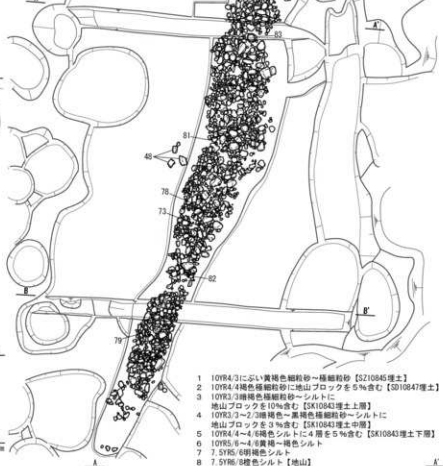 83
A'
81
48
78
73
82
B
B'
79
1 10YR4/3にぶい黄褐色細粒砂～極細粒砂【SZ10845埋土】
2 10YR4/4褐色極細粒砂に地山ブロックを5％含む【SD10847埋土】
3 10YR3/3暗褐色極細粒砂～シルトに
地山ブロックを10％含む【SK10843埋土上層】
4 10YR3/3～2/3暗褐色～黒褐色極細粒砂～シルトに
地山ブロックを3％含む【SK10843埋土中層】
5 10YR4/4～4/6褐色シルトに4層を5％含む【SK10843埋土下層】
6 10YR5/6～4/6黄褐～褐色シルト
7 7.5YR5/6明褐色シルト
8 7.5YR6/8橙色シルト【地山】
A
A'